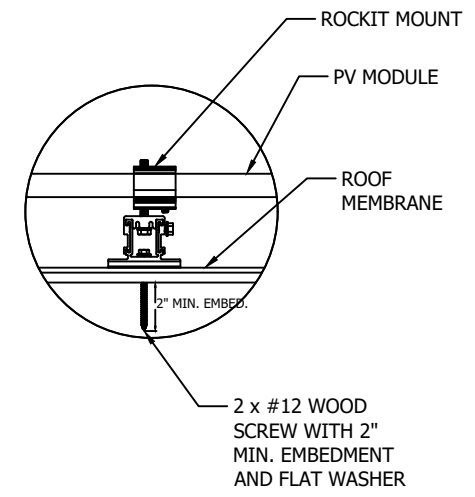 ROCKIT MOUNT
PV MODULE
ROOF
MEMBRANE
2" MIN. EMBED.
2 x #12 WOOD
SCREW WITH 2"
MIN. EMBEDMENT
AND FLAT WASHER